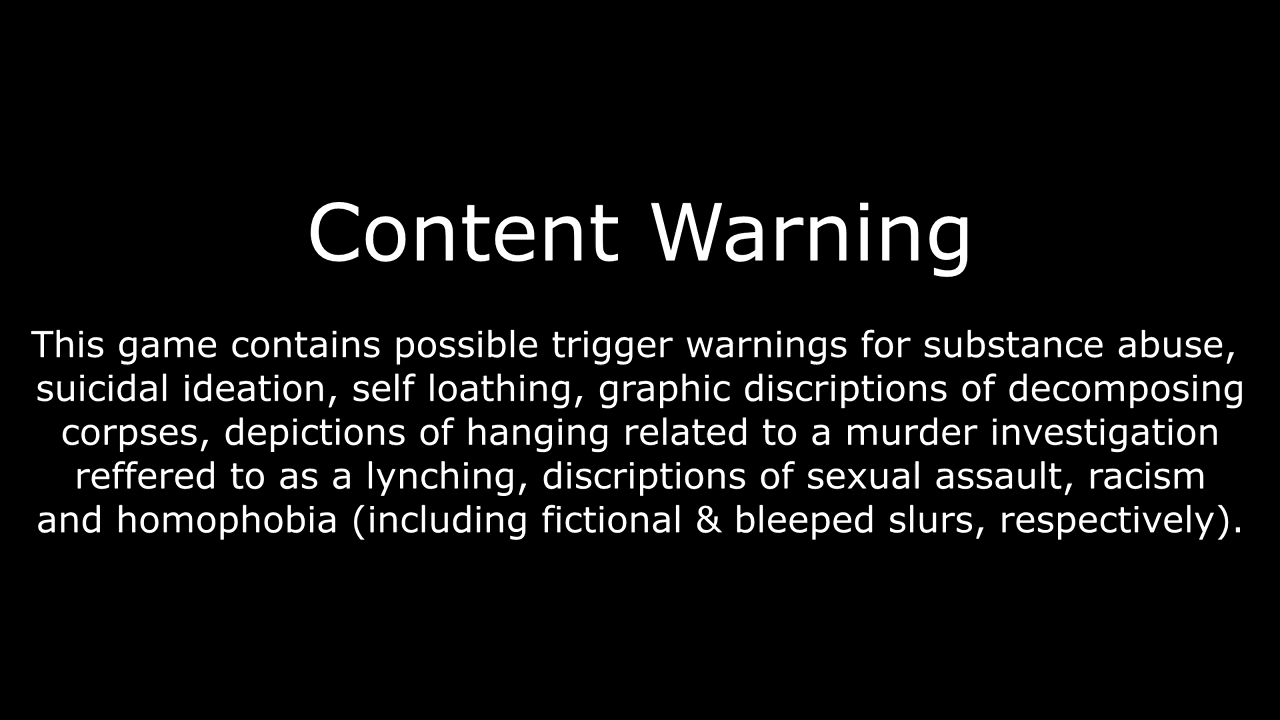 Content Warning
This game contains possible trigger warnings for substance abuse,
suicidal ideation, self loathing, graphic discriptions of decomposing
corpses, depictions of hanging related to a murder investigation
reffered to as a lynching, discriptions of sexual assault, racism
and homophobia (including fictional & bleeped slurs, respectively).